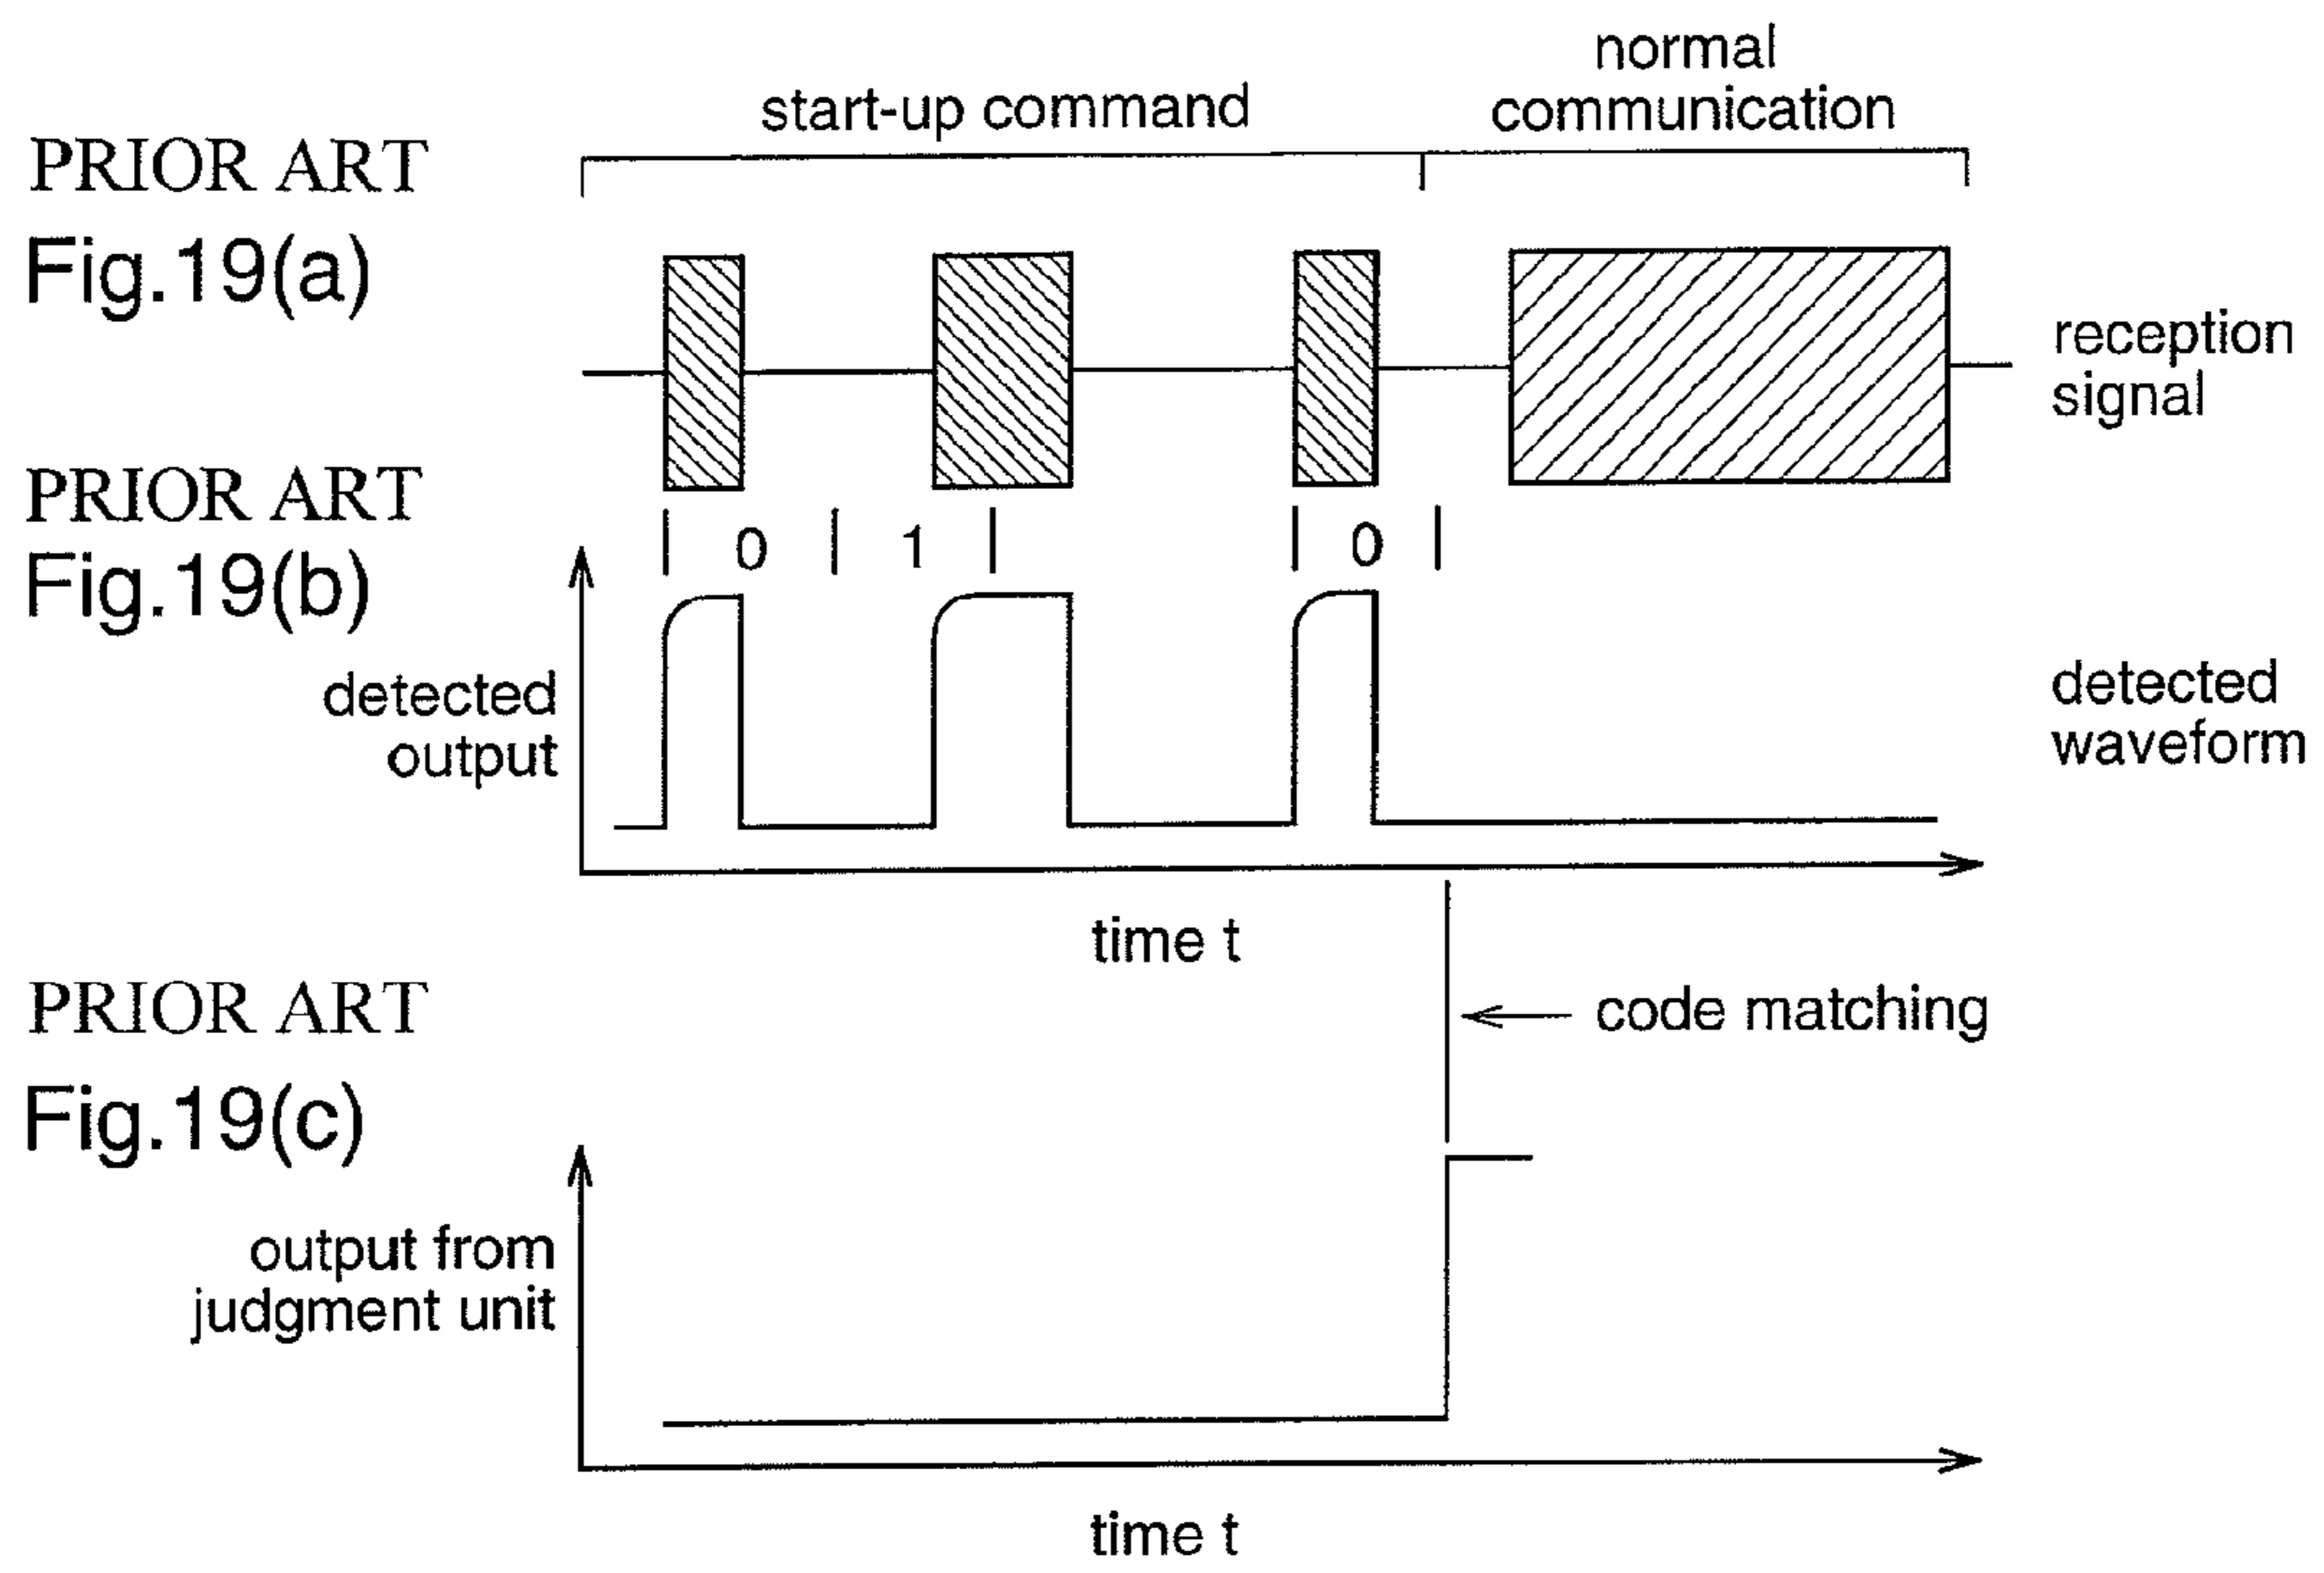 normal
start-up command
communication
PRIOR ART
Fig.19(a)
reception
signal
PRIOR ART
Fig.19(b)
| 0 | 1 | | 0 |
detected
output
detected
waveform
time t
PRIOR ART
code matching
Fig.19(c)
output from
judgment unit
time t